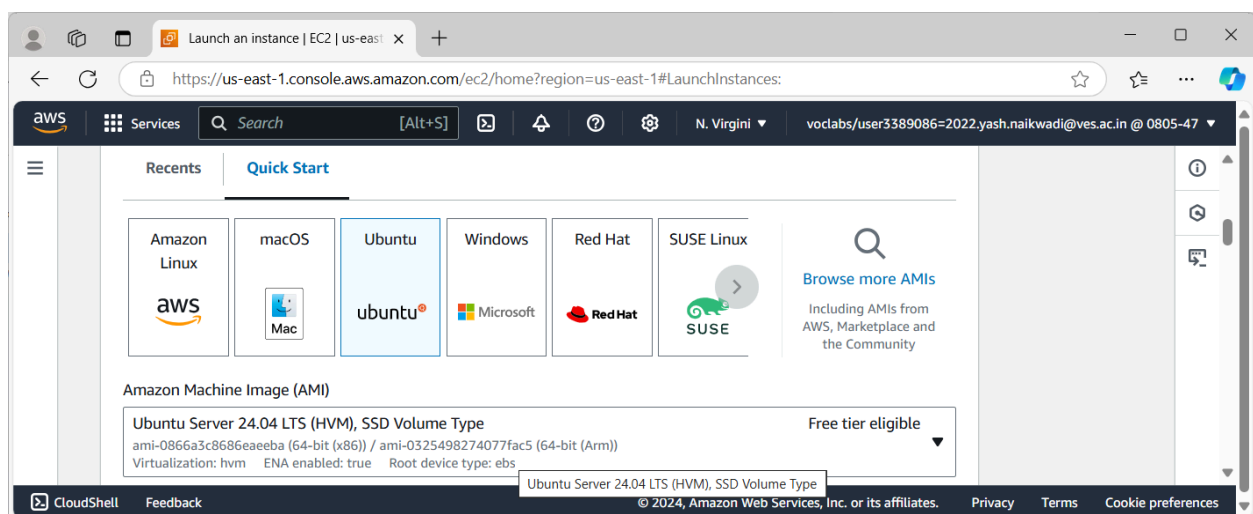 Launch an instance | EC2 | us-east
https://us-east-1.console.aws.amazon.com/ec2/home?region=us-east-1#LaunchInstances:
aws
Services
Search
[Alt+S]
N. Virgini
voclabs/user3389086=2022.yash.naikwadi@ves.ac.in @ 0805-47
Recents
Quick Start
Amazon
Linux
aws
macOS
Mac
Ubuntu
ubuntu
Windows
Microsoft
Red Hat
Red Hat
SUSE Linux
SUSE
Browse more AMIs
Including AMIs from
AWS, Marketplace and
the Community
Amazon Machine Image (AMI)
Ubuntu Server 24.04 LTS (HVM), SSD Volume Type
Free tier eligible
ami-0866a3c8686eaeeba (64-bit (x86)) / ami-0325498274077fac5 (64-bit (Arm))
Virtualization: hvm ENA enabled: true Root device type: ebs
Ubuntu Server 24.04 LTS (HVM), SSD Volume Type
CloudShell
Feedback
© 2024, Amazon Web Services, Inc. or its affiliates.
Privacy
Terms
Cookie preferences